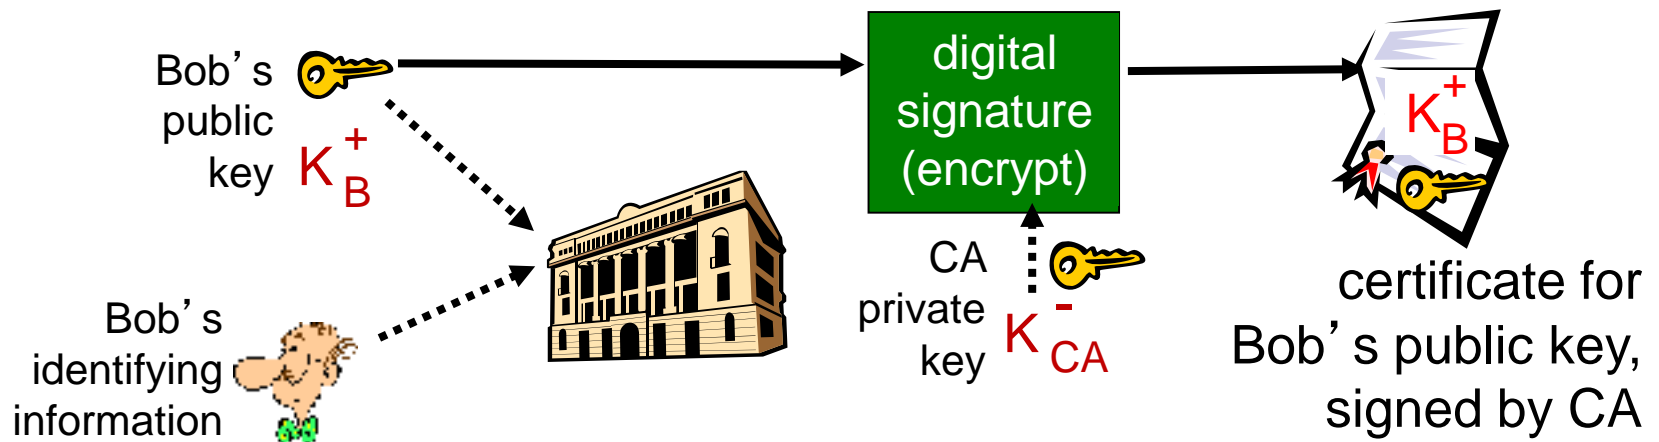 Bob’s
public
key
K
+
B
digital
signature
(encrypt)
K
+
B
CA
private
key
K
-
CA
certificate for
Bob’s public key,
signed by CA
Bob’s
identifying
information